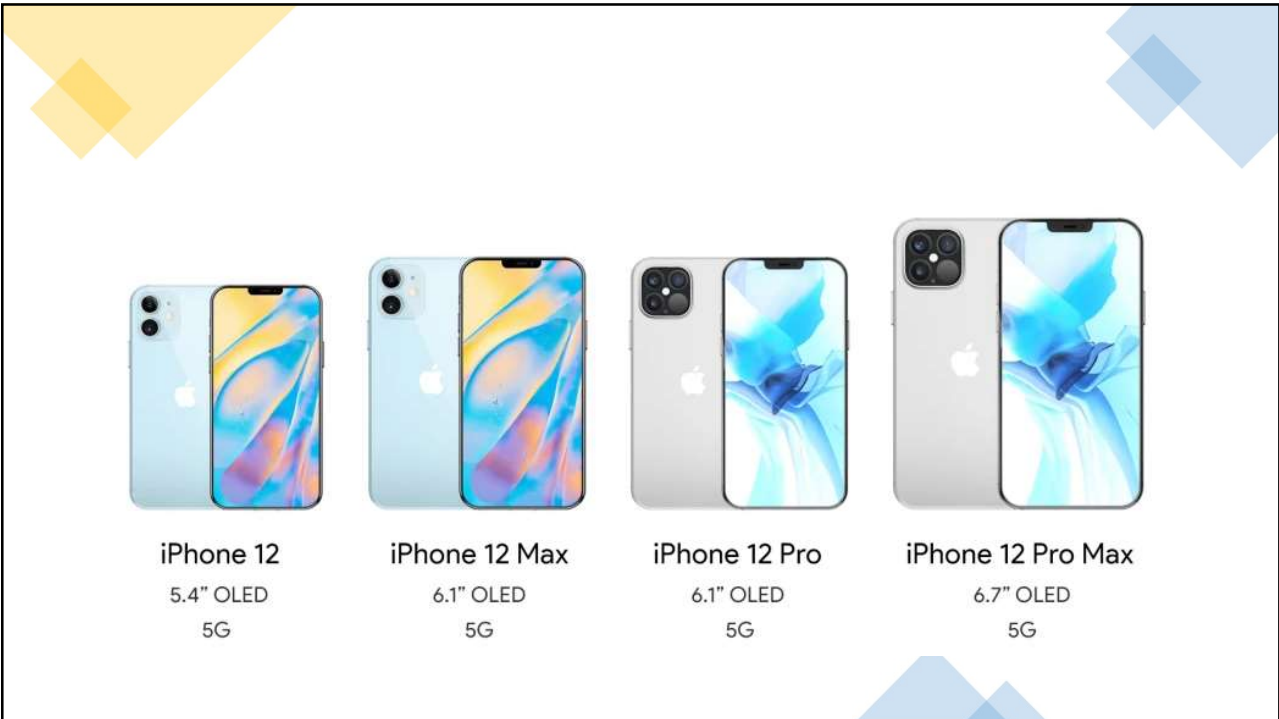 iPhone 12
5.4” OLED
5G
iPhone 12 Max
6.1” OLED
5G
iPhone 12 Pro
6.1” OLED
5G
iPhone 12 Pro Max
6.7” OLED
5G